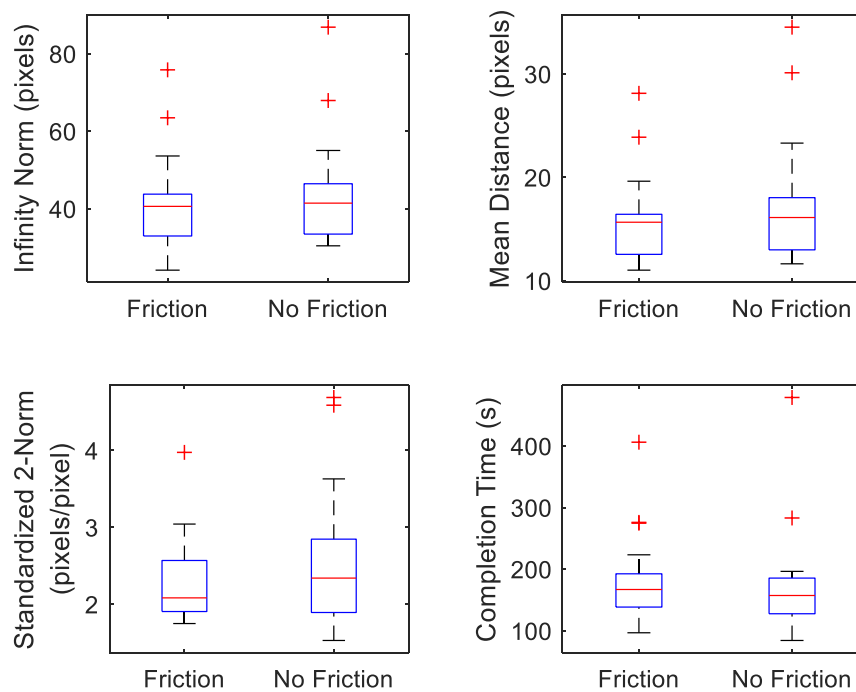 Infinity Norm (pixels)
80
60
40
Friction
No Friction
Mean Distance (pixels)
30
20
10
Friction
No Friction
Standardized 2-Norm
(pixels/pixel)
4
3
2
Friction
No Friction
Completion Time (s)
400
300
200
100
Friction
No Friction